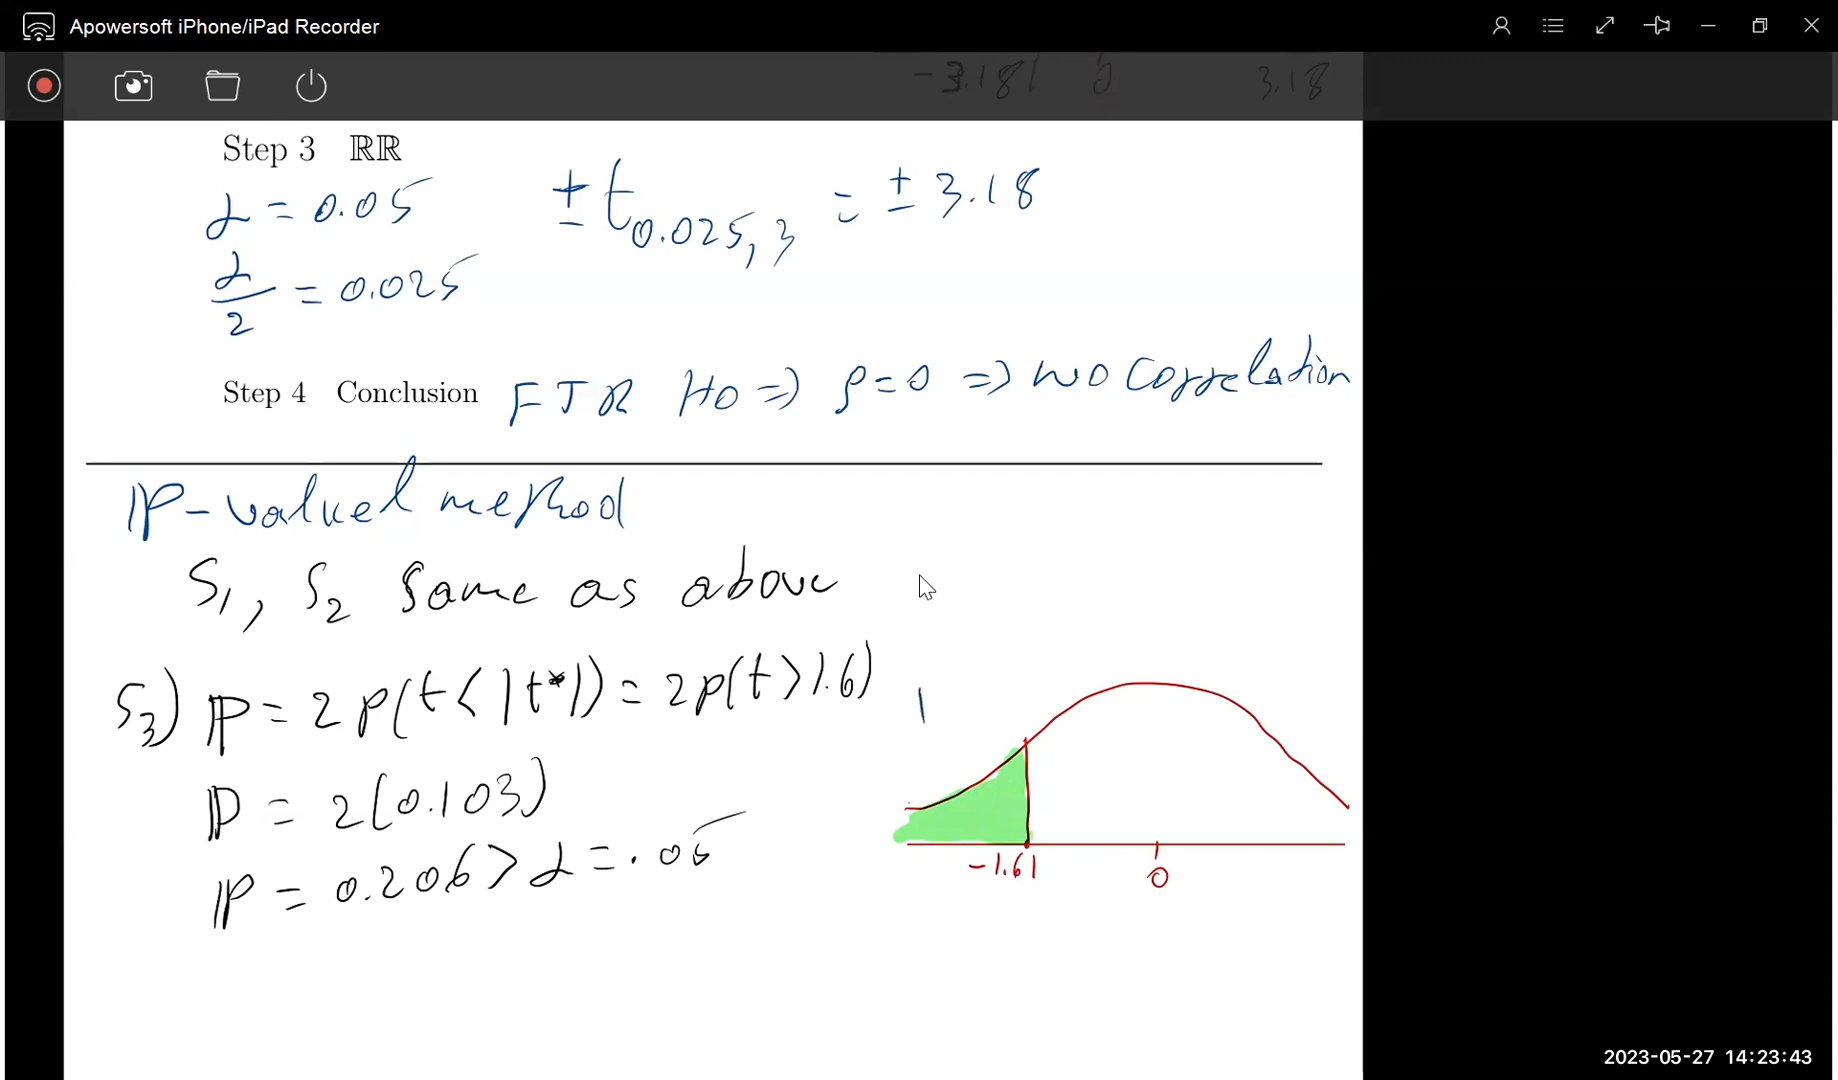 Apowersoft iPhone/iPad Recorder
-3.181 0 3.18
Step 3 ℝℝ
α = 0.05 ± t0.025, 3 = ± 3.18
α/2 = 0.025
Step 4 Conclusion FTR H0 => ρ=0 => no correlation
P-valuel method
S1, S2 Same as above
S3) P = 2P(t < |t*|) = 2P(t > 1.6)
P = 2(0.103)
P = 0.206 > α = .05
-1.61 0
2023-05-27 14:23:43